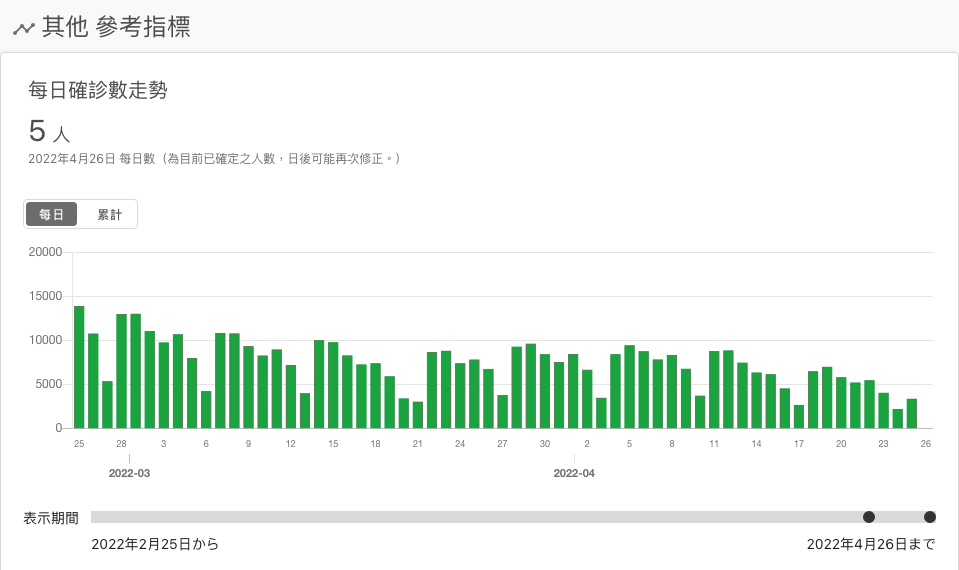 其他 參考指標
每日確診數走勢
5 人
2022年4月26日 每日數（為目前已確定之人數，日後可能再次修正。）
每日 累計
20000
15000
10000
5000
0
25 28 3 6 9 12 15 18 21 24 27 30 2 5 8 11 14 17 20 23 26
2022-03 2022-04
表示期間
2022年2月25日から 2022年4月26日まで